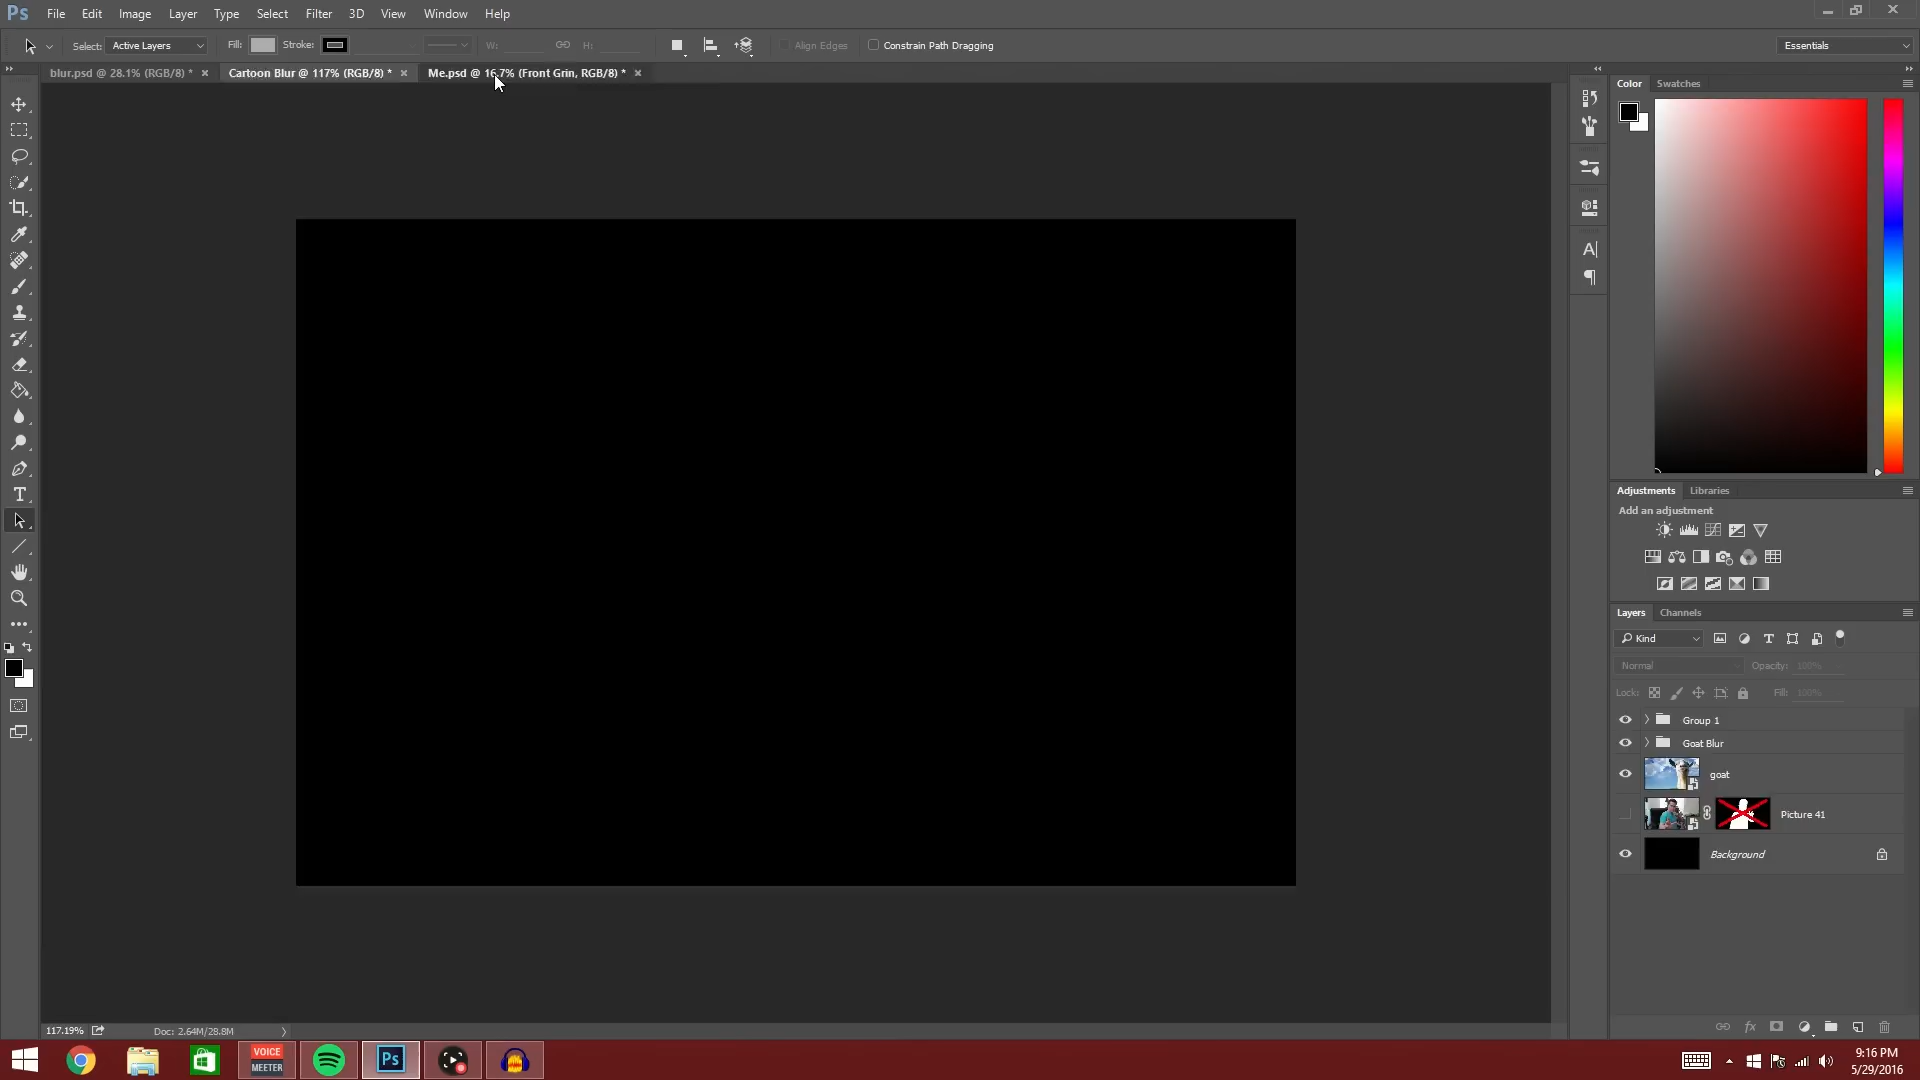 Ps File Edit Image Layer Type Select Filter 3D View Window Help
Select: Active Layers Fill: Stroke: W: H: Align Edges Constrain Path Dragging Essentials
blur.psd @ 28.1% (RGB/8) * × Cartoon Blur @ 117% (RGB/8) * × Me.psd @ 16.7% (Front Grin, RGB/8) * ×
Color Swatches
Adjustments Libraries
Add an adjustment
Layers Channels
Kind
Normal Opacity: 100%
Lock: Fill: 100%
Group 1
Goat Blur
goat
Picture 41
Background
117.19% Doc: 2.64M/28.8M
VOICE
MEETER
Ps
9:16 PM
5/29/2016